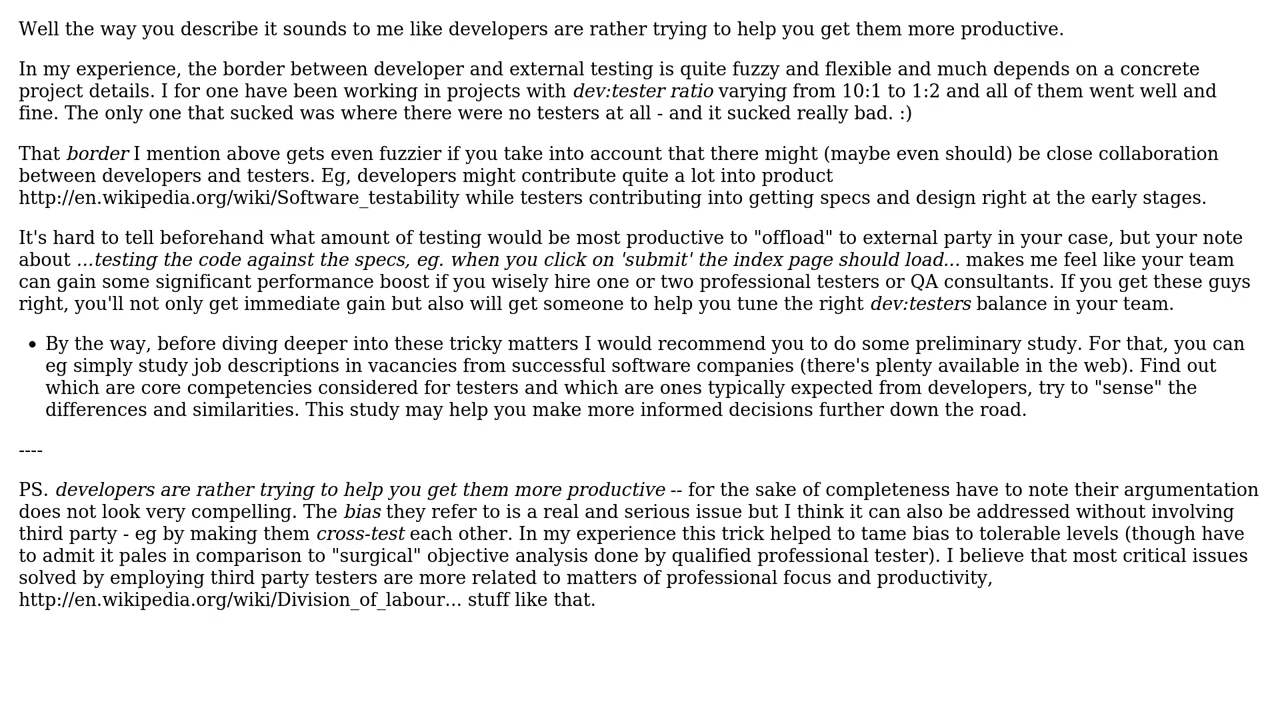 Well the way you describe it sounds to me like developers are rather trying to help you get them more productive.
In my experience, the border between developer and external testing is quite fuzzy and flexible and much depends on a concrete
project details. I for one have been working in projects with dev:tester ratio varying from 10:1 to 1:2 and all of them went well and
fine. The only one that sucked was where there were no testers at all - and it sucked really bad. :)
That border I mention above gets even fuzzier if you take into account that there might (maybe even should) be close collaboration
between developers and testers. Eg, developers might contribute quite a lot into product
http://en.wikipedia.org/wiki/Software_testability while testers contributing into getting specs and design right at the early stages.
It's hard to tell beforehand what amount of testing would be most productive to "offload" to external party in your case, but your note
about ...testing the code against the specs, eg. when you click on 'submit' the index page should load... makes me feel like your team
can gain some significant performance boost if you wisely hire one or two professional testers or QA consultants. If you get these guys
right, you'll not only get immediate gain but also will get someone to help you tune the right dev:testers balance in your team.
• By the way, before diving deeper into these tricky matters I would recommend you to do some preliminary study. For that, you can
eg simply study job descriptions in vacancies from successful software companies (there's plenty available in the web). Find out
which are core competencies considered for testers and which are ones typically expected from developers, try to "sense" the
differences and similarities. This study may help you make more informed decisions further down the road.
----
PS. developers are rather trying to help you get them more productive -- for the sake of completeness have to note their argumentation
does not look very compelling. The bias they refer to is a real and serious issue but I think it can also be addressed without involving
third party - eg by making them cross-test each other. In my experience this trick helped to tame bias to tolerable levels (though have
to admit it pales in comparison to "surgical" objective analysis done by qualified professional tester). I believe that most critical issues
solved by employing third party testers are more related to matters of professional focus and productivity,
http://en.wikipedia.org/wiki/Division_of_labour... stuff like that.